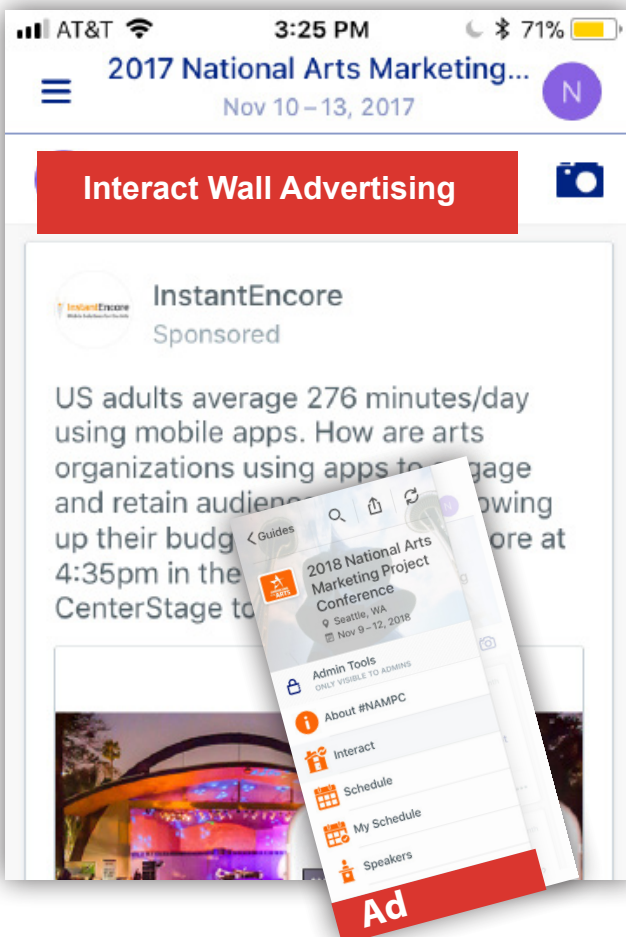 AT&T 3:25 PM 71%
2017 National Arts Marketing...
Nov 10 – 13, 2017
N
Interact Wall Advertising
InstantEncore
InstantEncore
Sponsored
US adults average 276 minutes/day
using mobile apps. How are arts
organizations using apps to
and retain
up their ore at
4:35pm in the
CenterStage
Guides
2018 National Arts
Marketing Project
Conference
Seattle, WA
Nov 9 – 12, 2018
Admin Tools
ONLY VISIBLE TO ADMINS
About #NAMPC
Interact
Schedule
My Schedule
Speakers
Ad